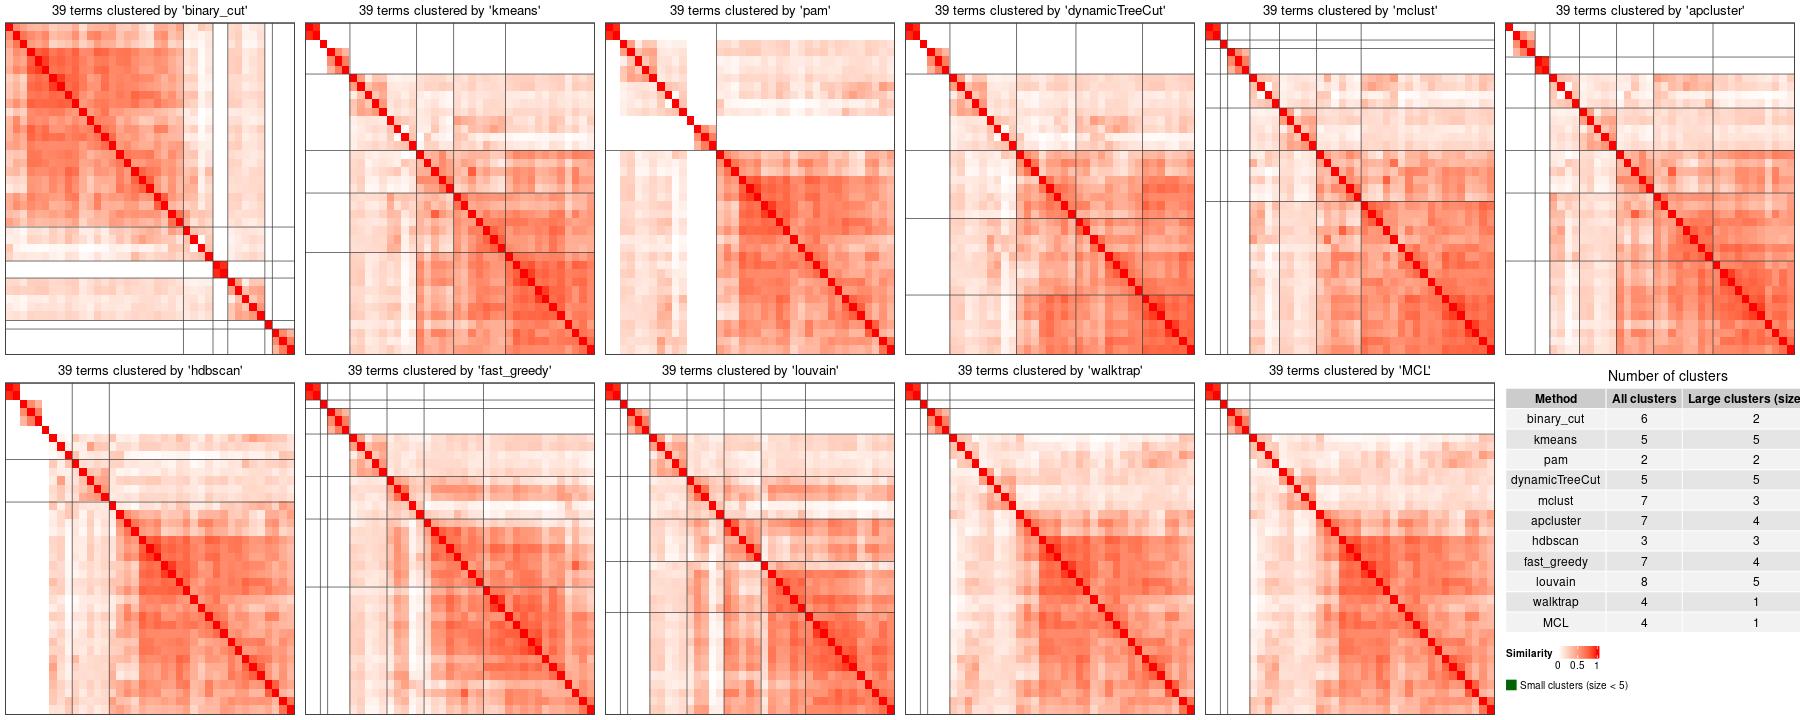 39 terms clustered by 'binary_cut'
39 terms clustered by 'kmeans'
39 terms clustered by 'pam'
39 terms clustered by 'dynamicTreeCut'
39 terms clustered by 'mclust'
39 terms clustered by 'apcluster'
39 terms clustered by 'hdbscan'
39 terms clustered by 'fast_greedy'
39 terms clustered by 'louvain'
39 terms clustered by 'walktrap'
39 terms clustered by 'MCL'
Number of clusters
Method All clusters Large clusters (size
binary_cut 6 2
kmeans 5 5
pam 2 2
dynamicTreeCut 5 5
mclust 7 3
apcluster 7 4
hdbscan 3 3
fast_greedy 7 4
louvain 8 5
walktrap 4 1
MCL 4 1
Similarity
0 0.5 1
Small clusters (size < 5)